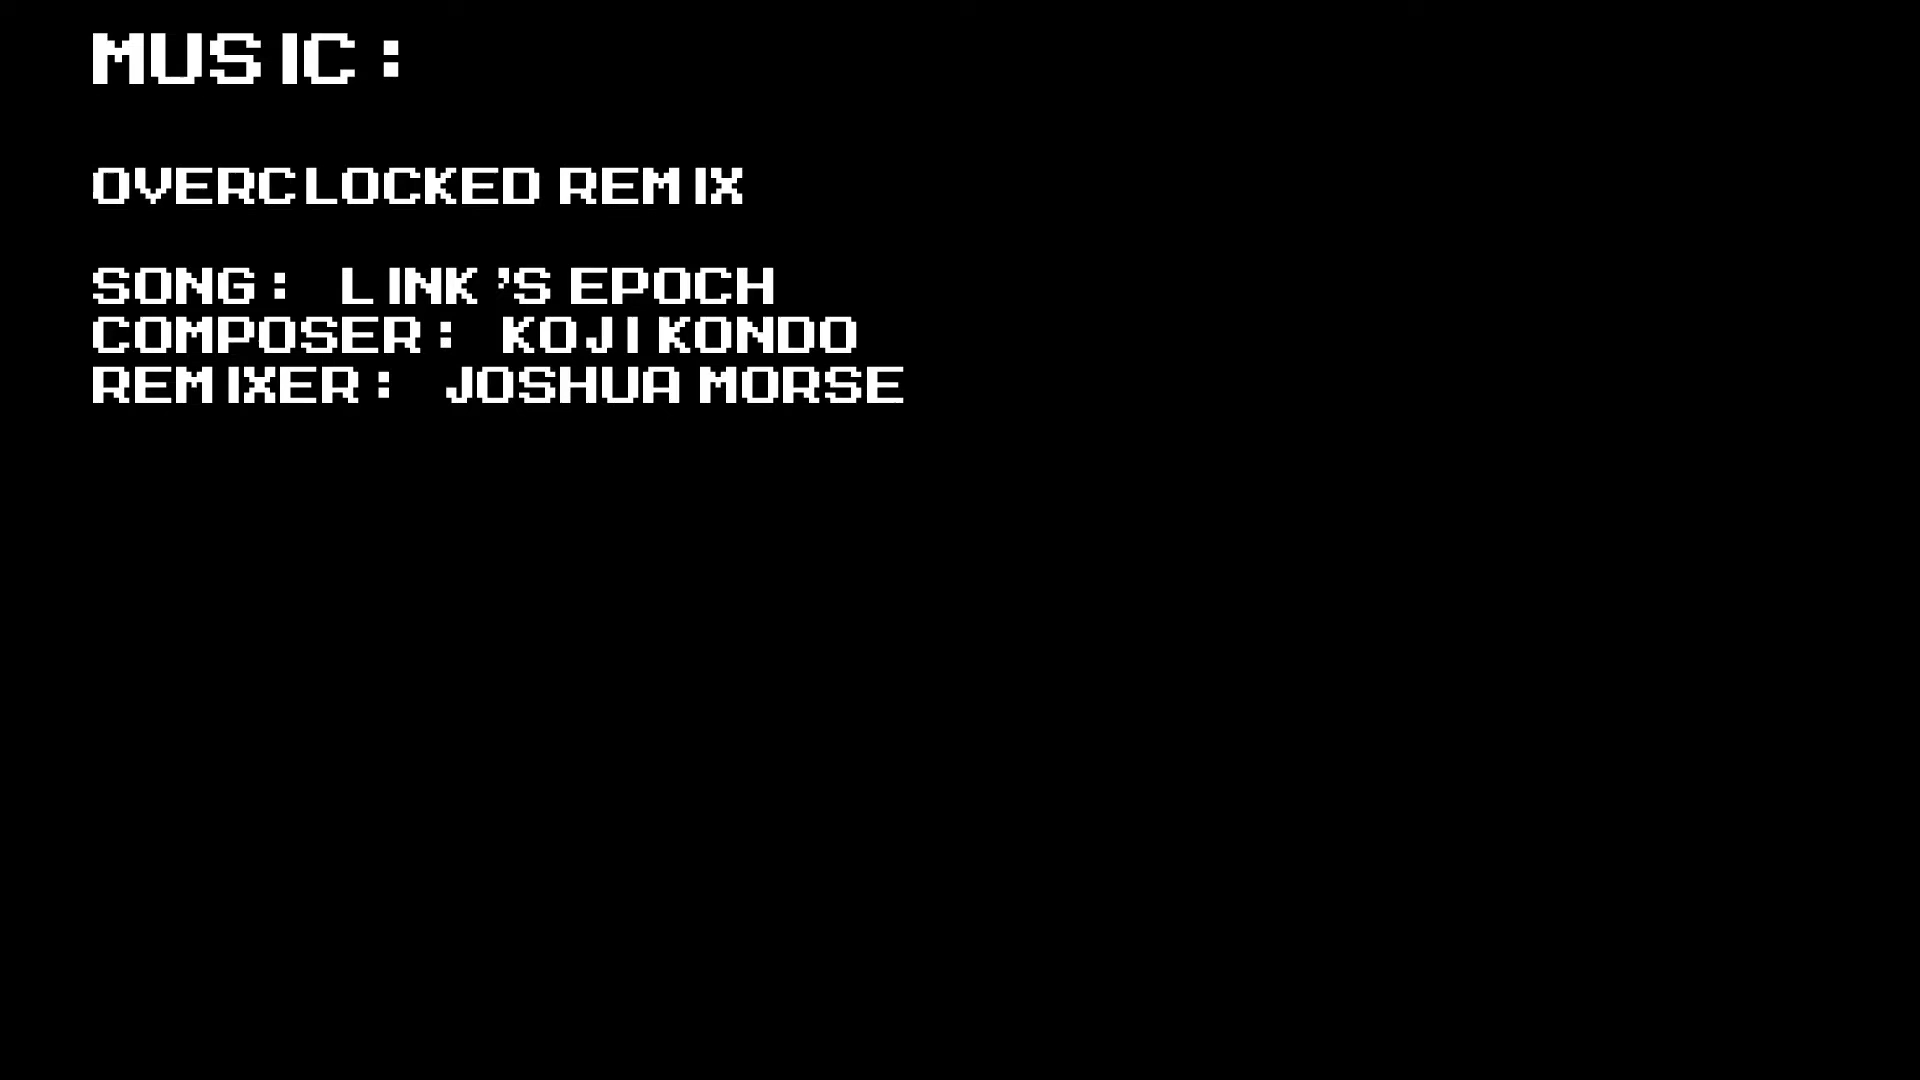 MUSIC:
OVERCLOCKED REMIX
SONG: LINK'S EPOCH
COMPOSER: KOJI KONDO
REMIXER: JOSHUA MORSE